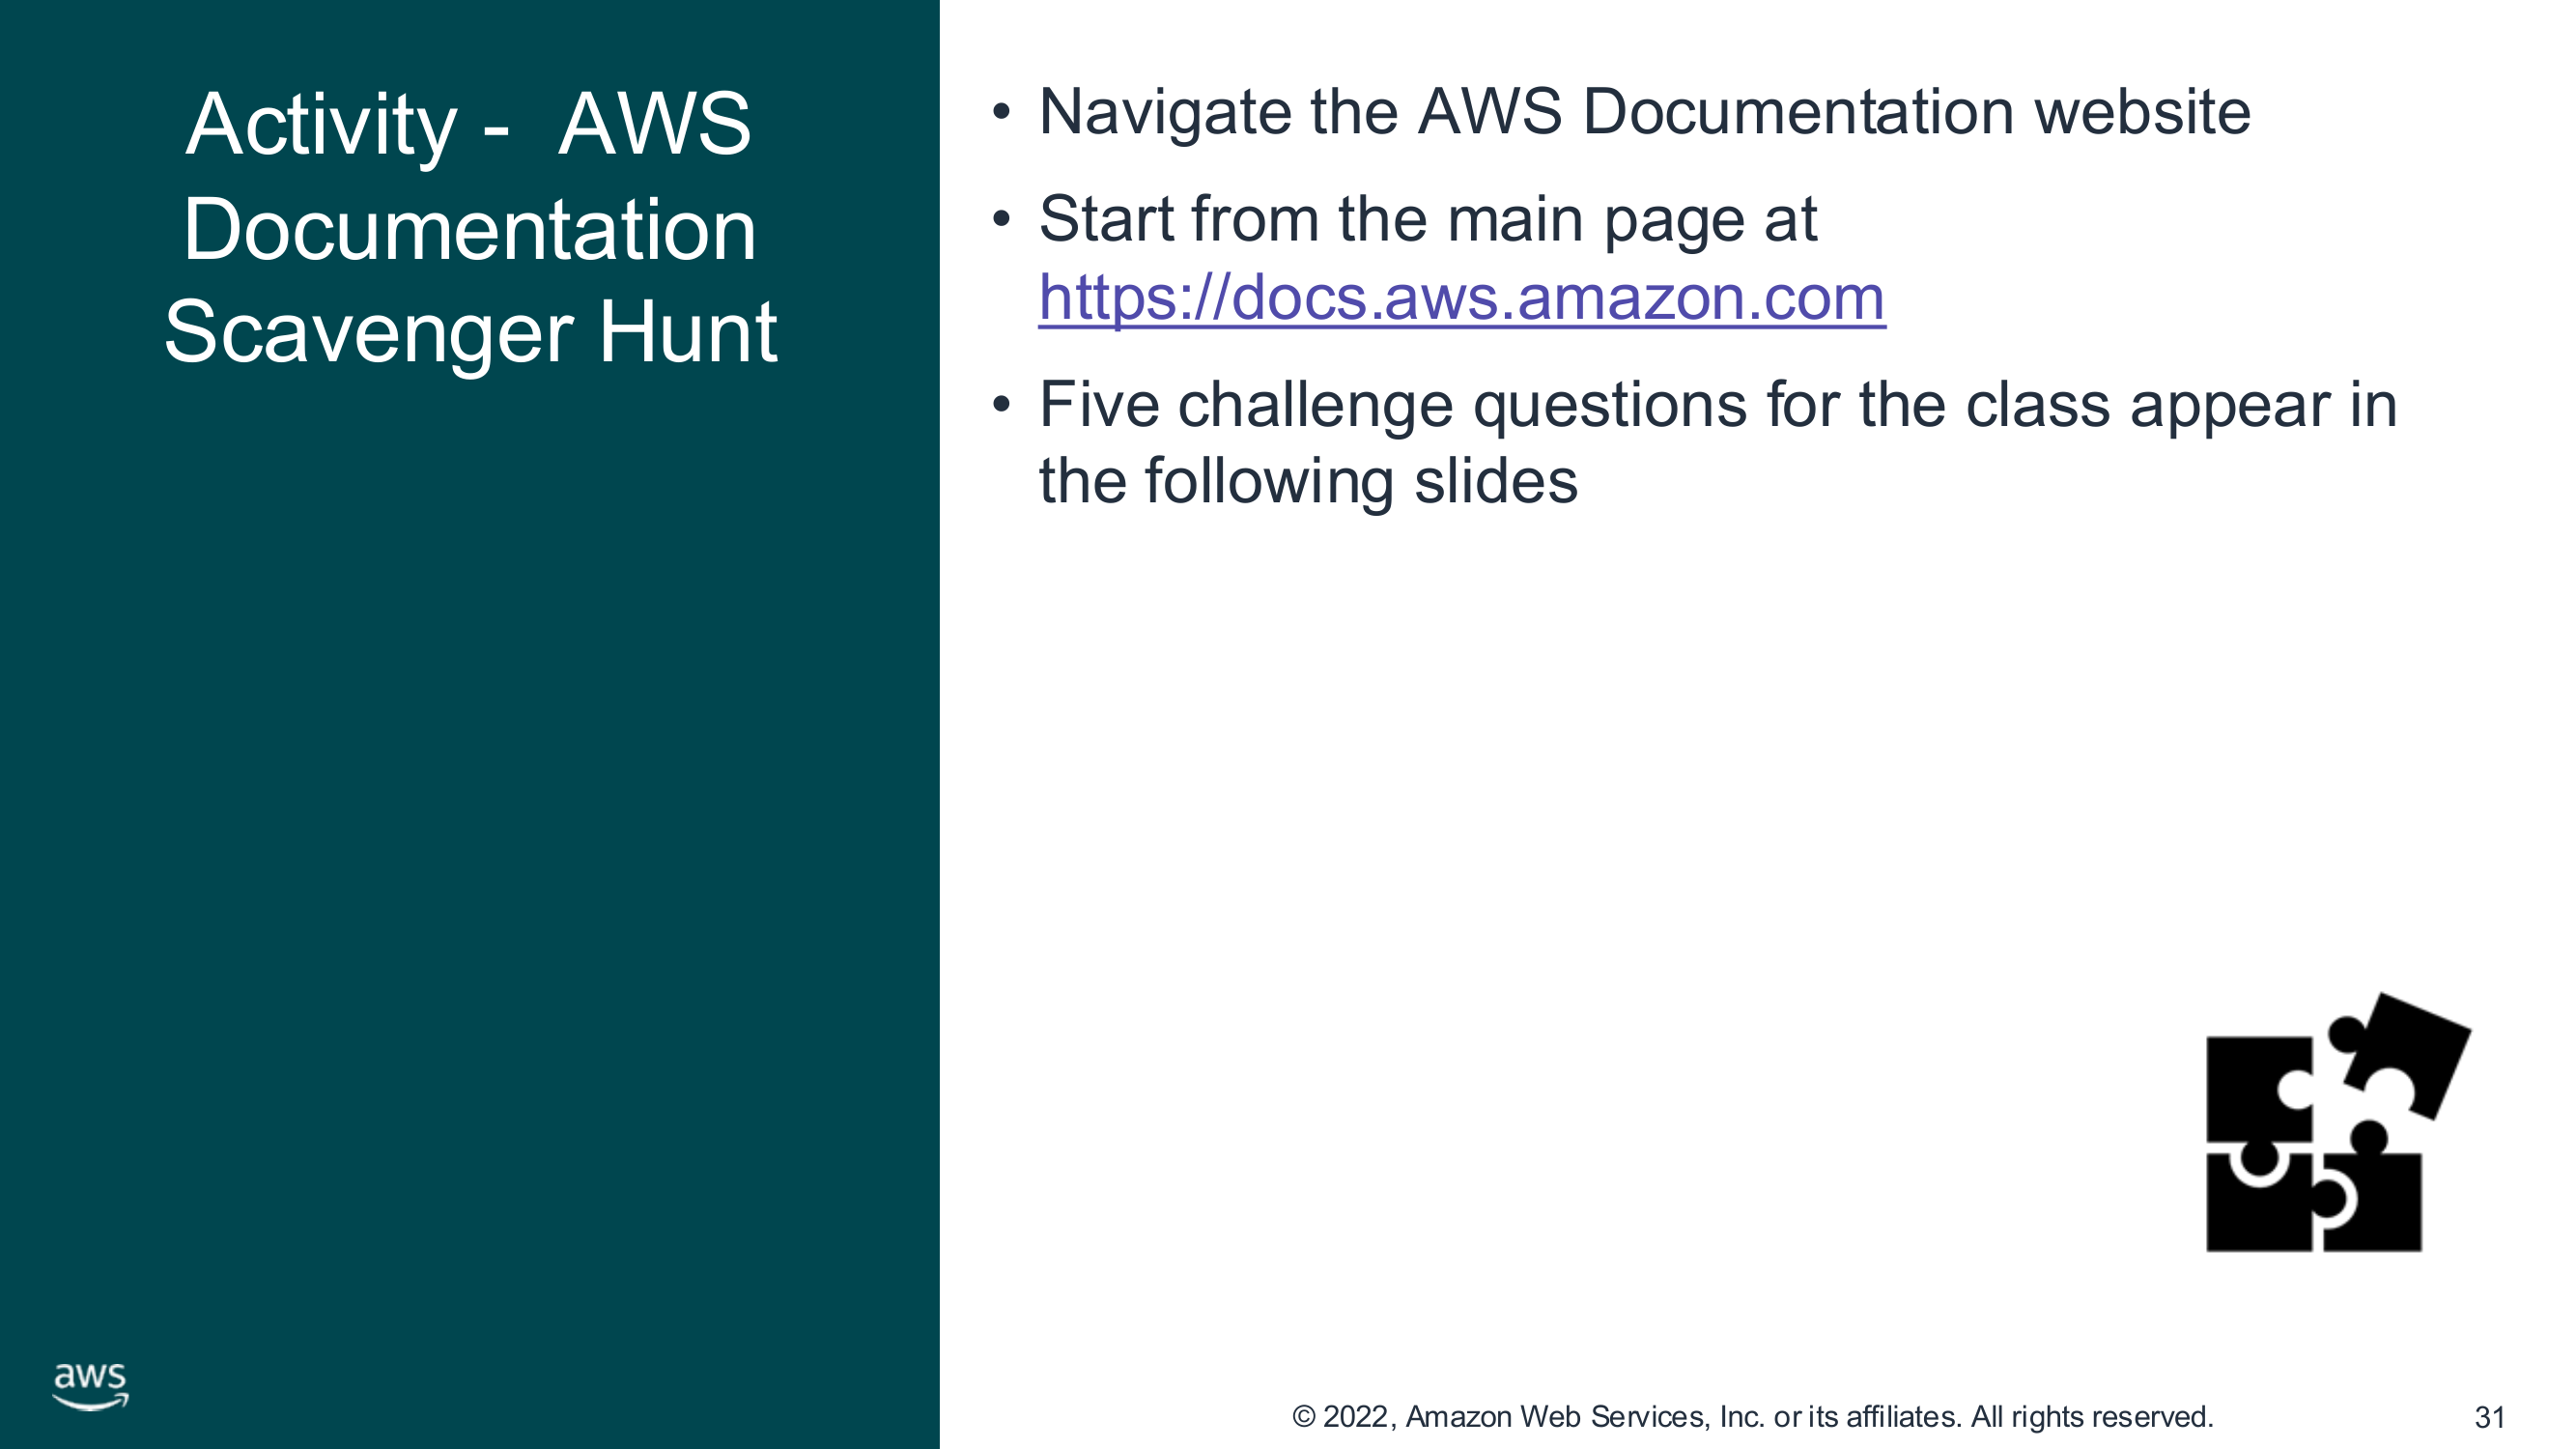 Activity -  AWS
Documentation
Scavenger Hunt
• Navigate the AWS Documentation website
• Start from the main page at
https://docs.aws.amazon.com
• Five challenge questions for the class appear in
the following slides
aws
© 2022, Amazon Web Services, Inc. or its affiliates. All rights reserved.
31